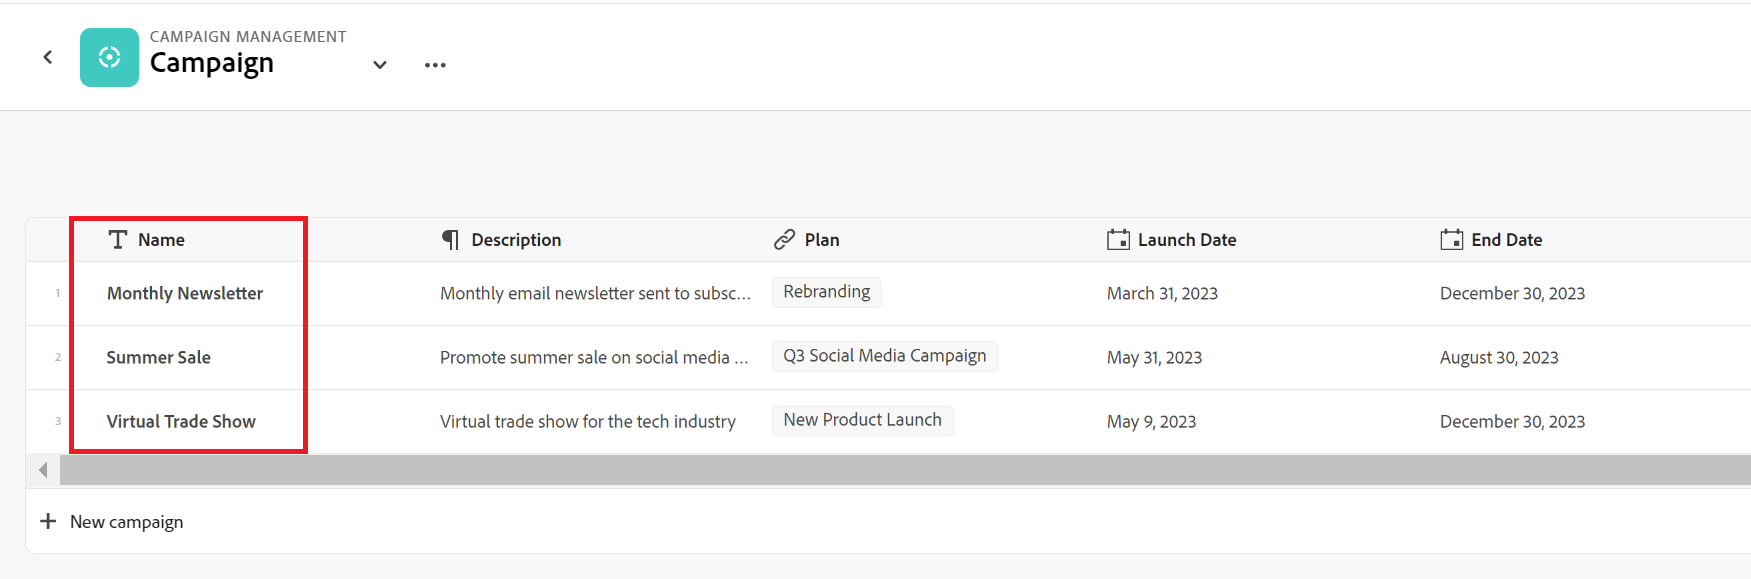 CAMPAIGN MANAGEMENT
Campaign
Name Description Plan Launch Date End Date
1 Monthly Newsletter Monthly email newsletter sent to subsc... Rebranding March 31, 2023 December 30, 2023
2 Summer Sale Promote summer sale on social media ... Q3 Social Media Campaign May 31, 2023 August 30, 2023
3 Virtual Trade Show Virtual trade show for the tech industry New Product Launch May 9, 2023 December 30, 2023
New campaign